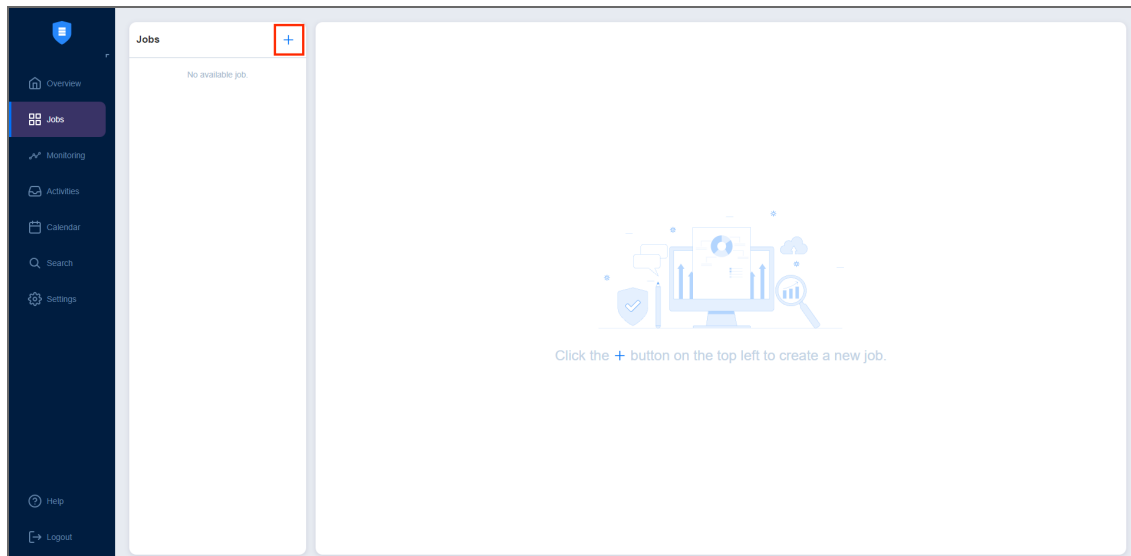 Jobs +
No available job.
Overview
Jobs
Monitoring
Activities
Calendar
Search
Settings
Help
Logout
Click the + button on the top left to create a new job.